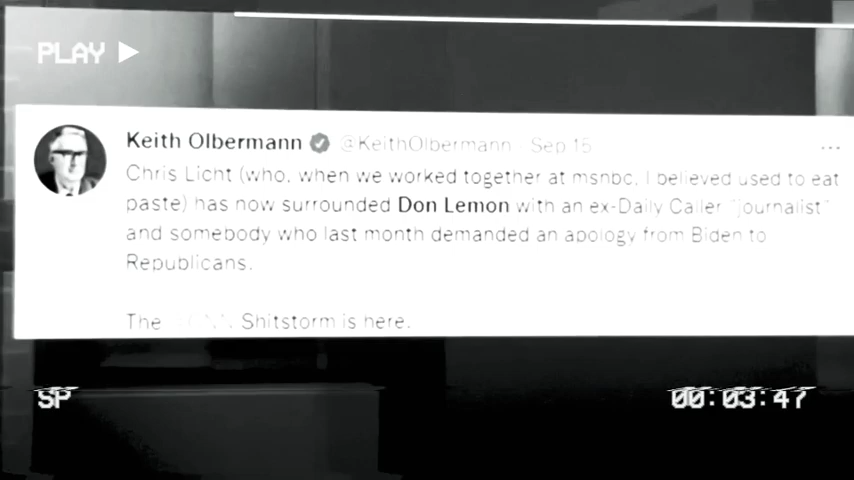 PLAY
Keith Olbermann @KeithOlbermann Sep 15
Chris Licht (who, when we worked together at msnbc, I believed used to eat
paste) has now surrounded Don Lemon with an ex-Daily Caller "journalist"
and somebody who last month demanded an apology from Biden to
Republicans.
The Shitstorm is here.
SP
00:03:47